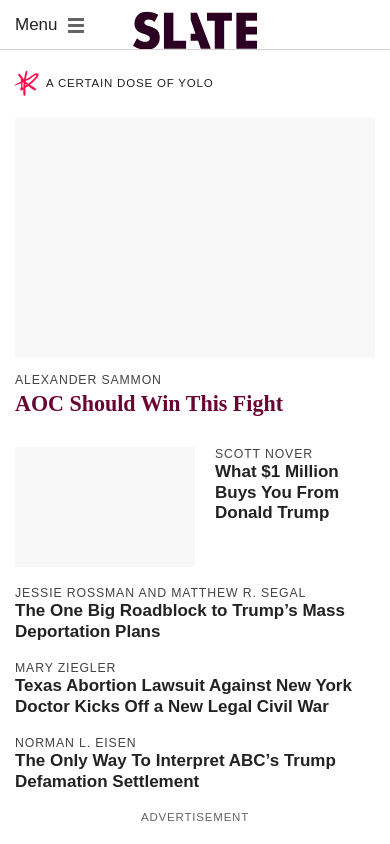 Menu
SLATE
A CERTAIN DOSE OF YOLO
ALEXANDER SAMMON
AOC Should Win This Fight
SCOTT NOVER
What $1 Million
Buys You From
Donald Trump
JESSIE ROSSMAN AND MATTHEW R. SEGAL
The One Big Roadblock to Trump’s Mass
Deportation Plans
MARY ZIEGLER
Texas Abortion Lawsuit Against New York
Doctor Kicks Off a New Legal Civil War
NORMAN L. EISEN
The Only Way To Interpret ABC’s Trump
Defamation Settlement
ADVERTISEMENT